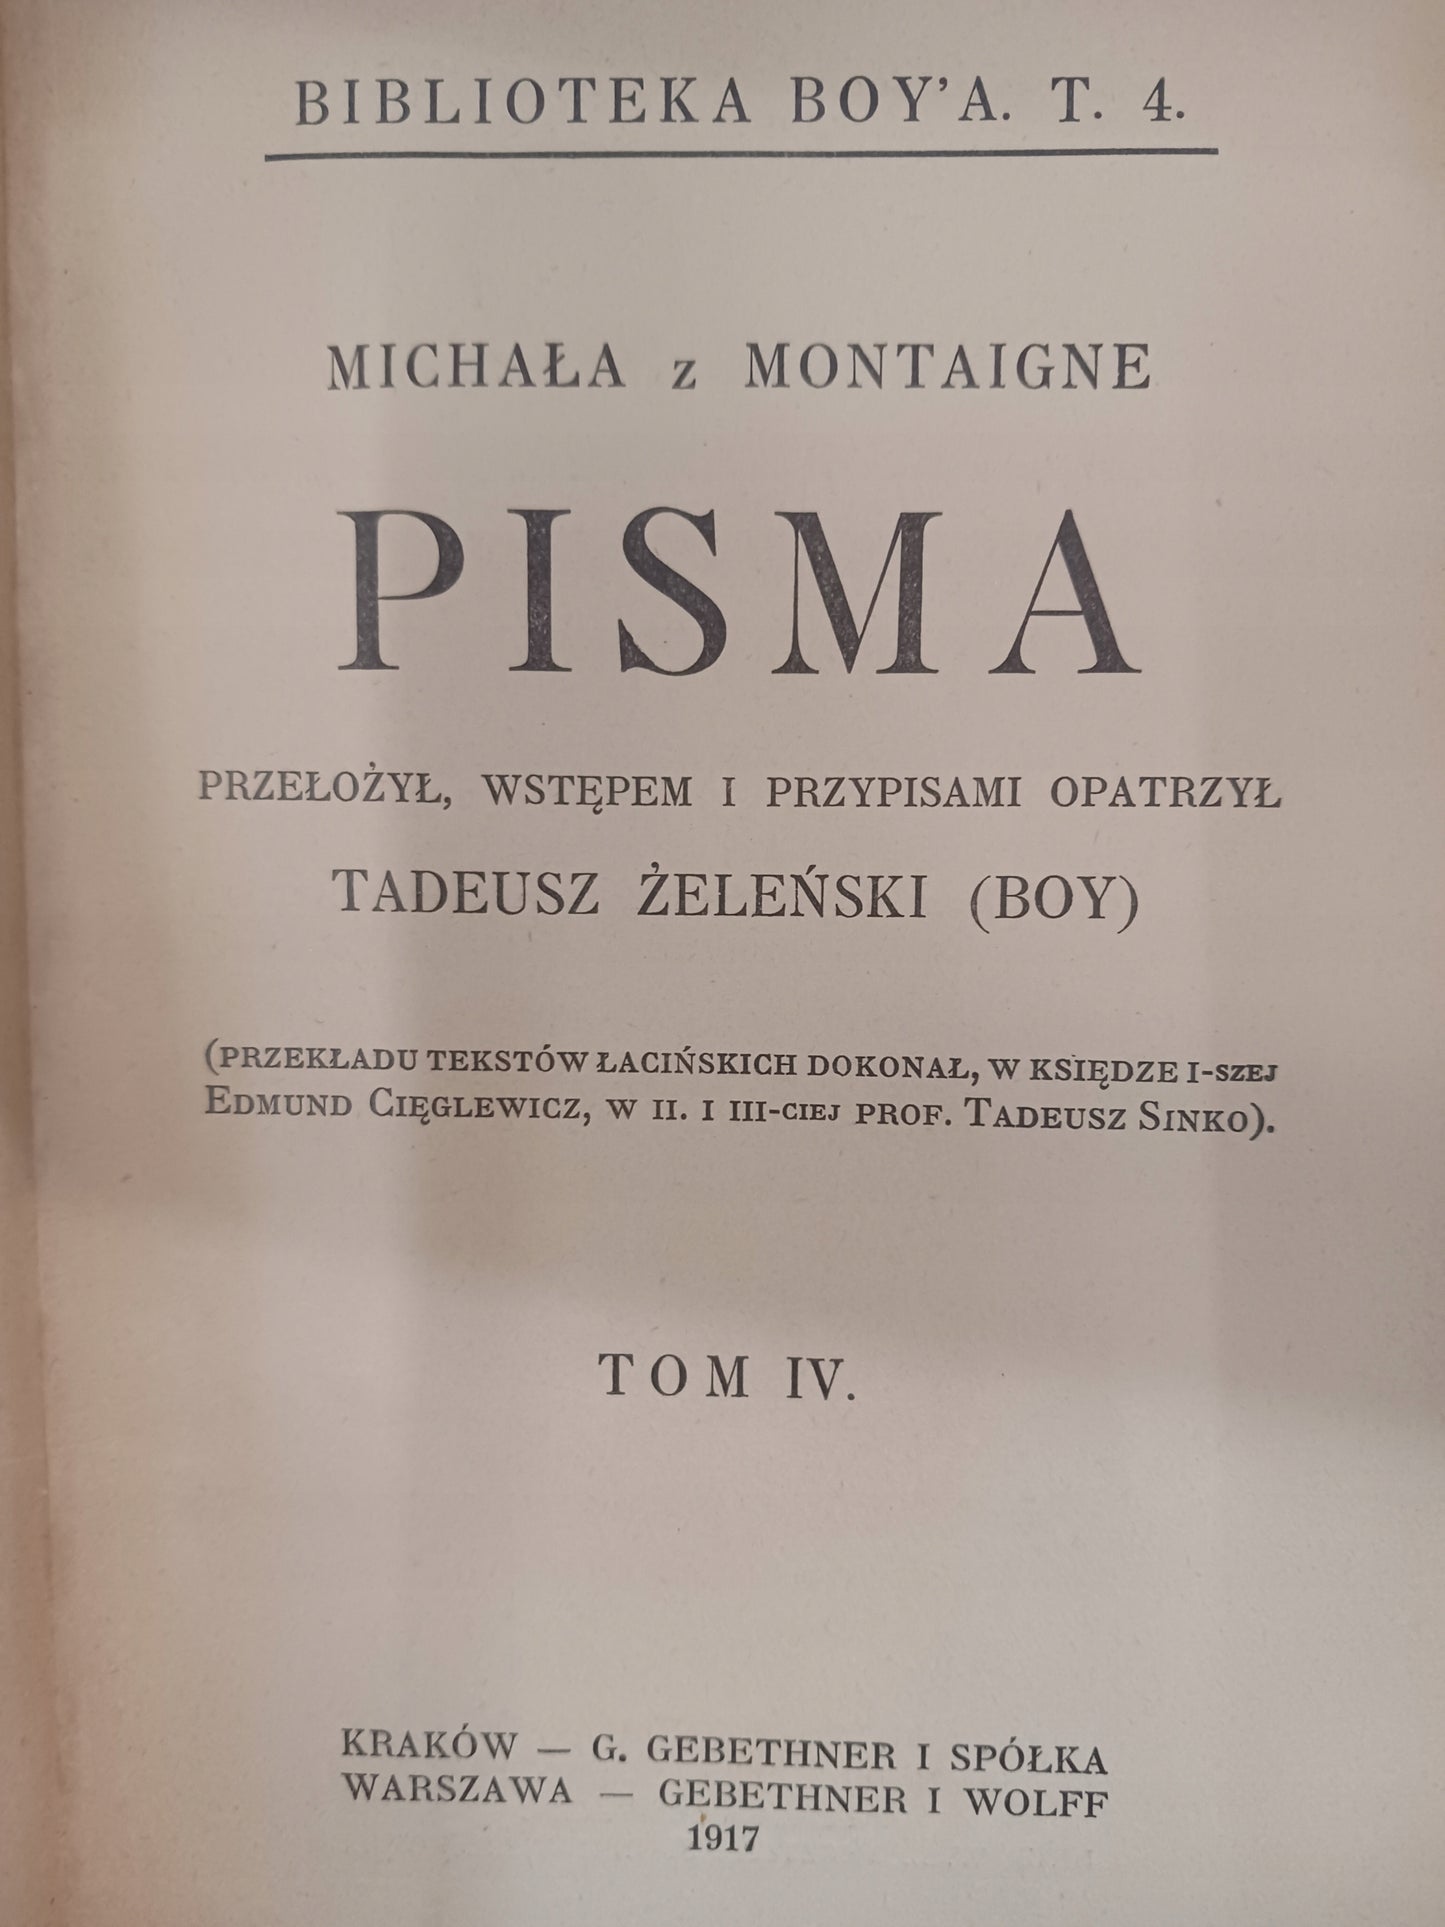 BIBLIOTEKA BOY'A. T. 4.
MICHAŁA z MONTAIGNE
PISMA
PRZEŁOŻYŁ, WSTĘPEM I PRZYPISAMI OPATRZYŁ
TADEUSZ ŻELEŃSKI (BOY)
(PRZEKŁADU TEKSTÓW ŁACIŃSKICH DOKONAŁ, W KSIĘDZE I-SZEJ
EDMUND CIĘGLEWICZ, W II. I III-CIEJ PROF. TADEUSZ SINKO).
TOM IV.
KRAKÓW — G. GEBETHNER I SPÓŁKA
WARSZAWA — GEBETHNER I WOLFF
1917